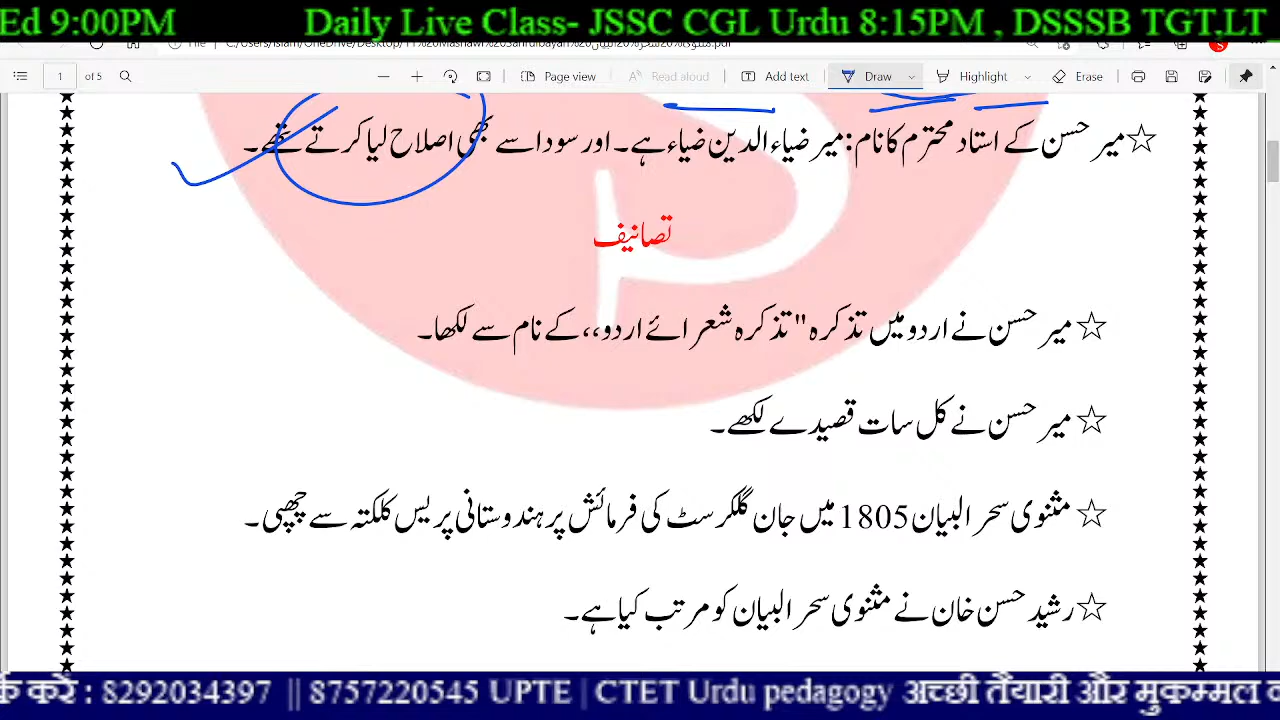 Ed 9:00PM Daily Live Class- JSSC CGL Urdu 8:15PM , DSSSB TGT,LT
1 of 5 Page view Read aloud Add text Draw Highlight Erase
☆ میر حسن کے استاد محترم کا نام : میر ضیاء الدین ضیاء ہے۔ اور سودا سے بھی اصلاح لیا کرتے تھے۔
تصانیف
☆ میر حسن نے اردو میں تذکرہ "تذکرہ شعرائے اردو،، کے نام سے لکھا۔
☆ میر حسن نے کل سات قصیدے لکھے۔
☆ مثنوی سحر البیان 1805 میں جان گلکرسٹ کی فرمائش پر ہندوستانی پریس کلکتہ سے چھپی۔
☆ رشید حسن خان نے مثنوی سحر البیان کو مرتب کیا ہے۔
करें : 8292034397 || 8757220545 UPTE | CTET Urdu pedagogy अच्छी तैयारी और मुकम्मल